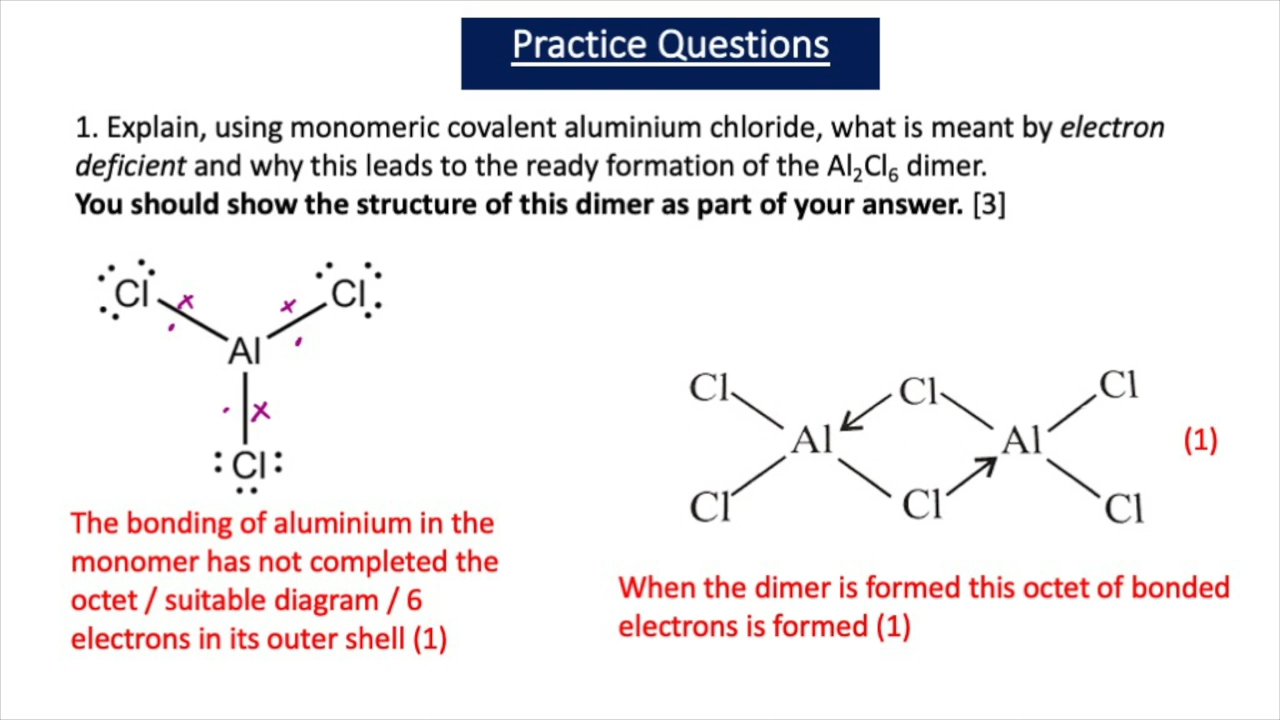 Practice Questions
1. Explain, using monomeric covalent aluminium chloride, what is meant by electron
deficient and why this leads to the ready formation of the Al₂Cl₆ dimer.
You should show the structure of this dimer as part of your answer. [3]
Cl Cl
Al
Cl
The bonding of aluminium in the
monomer has not completed the
octet / suitable diagram / 6
electrons in its outer shell (1)
Cl Cl Cl
Al Al (1)
Cl Cl Cl
When the dimer is formed this octet of bonded
electrons is formed (1)